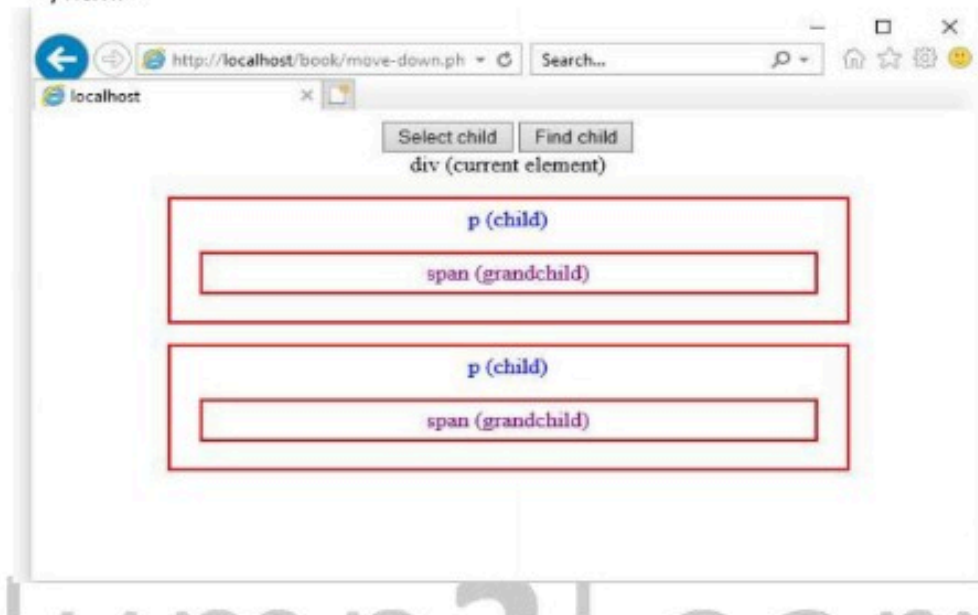 http://localhost/book/move-down.ph
Search...
localhost
Select child
Find child
div (current element)
p (child)
span (grandchild)
p (child)
span (grandchild)